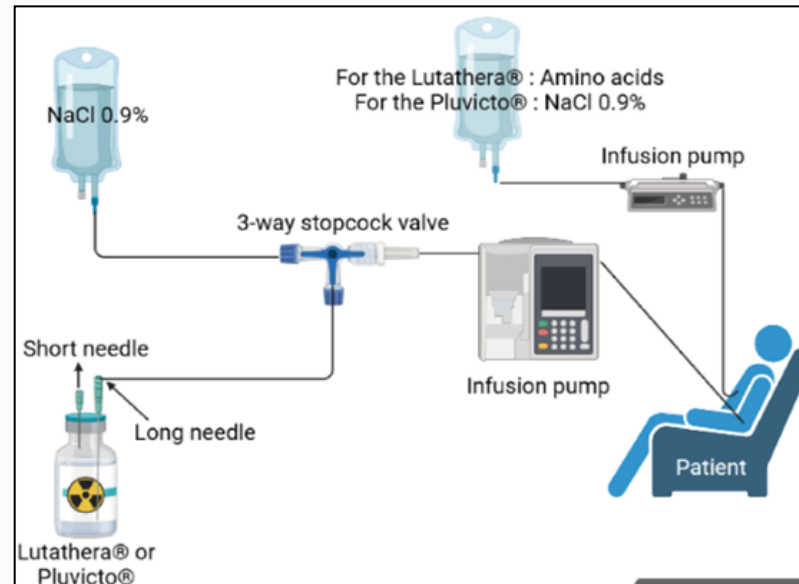 NaCl 0.9%
For the Lutathera® : Amino acids
For the Pluvicto® : NaCl 0.9%
Infusion pump
3-way stopcock valve
Short needle
Long needle
Infusion pump
Patient
Lutathera® or
Pluvicto®